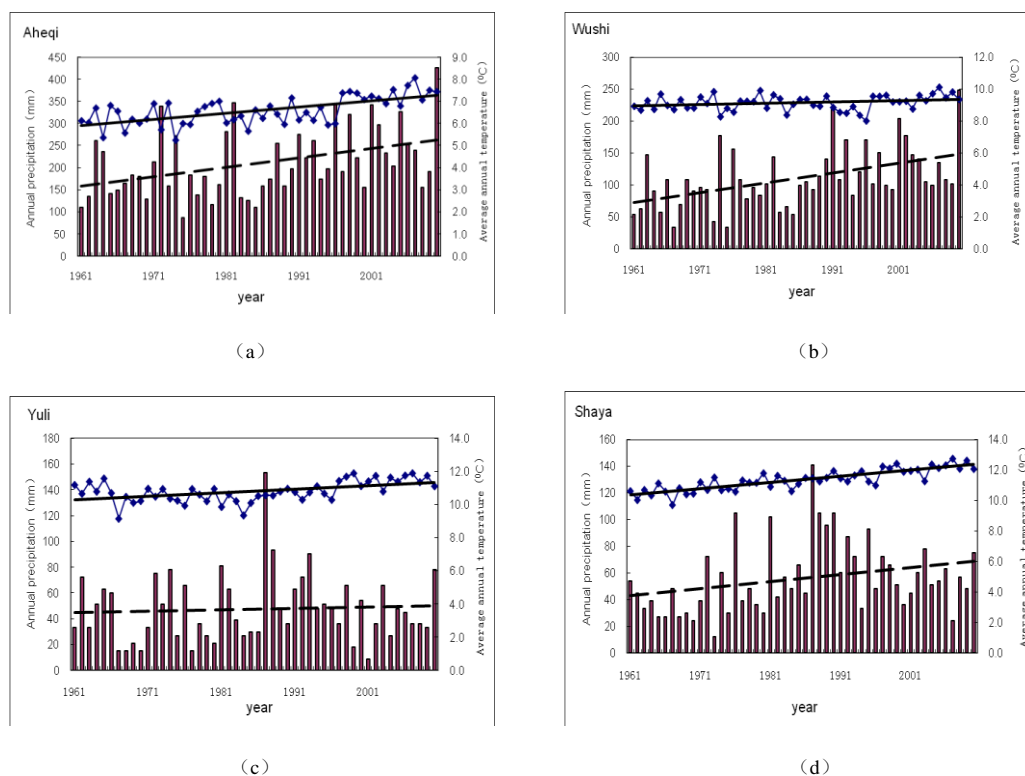 Aheqi
Annual precipitation (mm)
450
400
350
300
250
200
150
100
50
0
9.0
8.0
7.0
6.0
5.0
4.0
3.0
2.0
1.0
0.0
Average annual temperature (ºC)
1961 1971 1981 1991 2001
year
(a)
Wushi
Annual precipitation (mm)
300
250
200
150
100
50
0
12.0
10.0
8.0
6.0
4.0
2.0
0.0
Average annual temperature (ºC)
1961 1971 1981 1991 2001
year
(b)
Yuli
Annual precipitation (mm)
180
160
140
120
100
80
60
40
20
0
14.0
12.0
10.0
8.0
6.0
4.0
2.0
0.0
Average annual temperature (ºC)
1961 1971 1981 1991 2001
year
(c)
Shaya
Annual precipitation (mm)
160
140
120
100
80
60
40
20
0
14.0
12.0
10.0
8.0
6.0
4.0
2.0
0.0
Average annual temperature (ºC)
1961 1971 1981 1991 2001
year
(d)